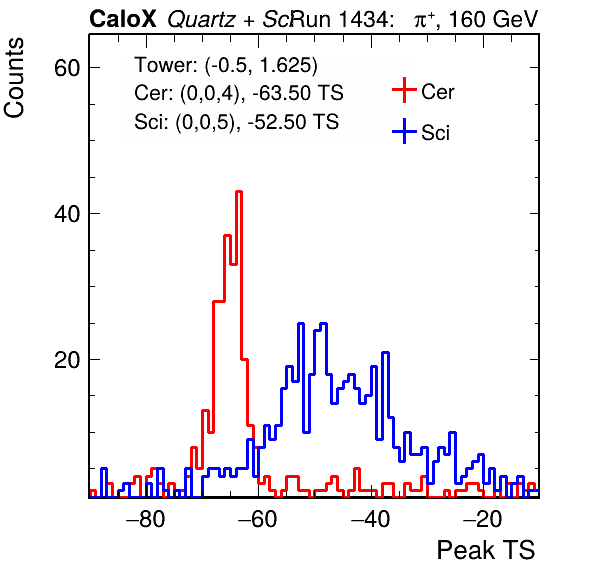 CaloX Quartz + ScRun 1434: π⁺, 160 GeV
Counts
Tower: (-0.5, 1.625)
Cer: (0,0,4), -63.50 TS
Sci: (0,0,5), -52.50 TS
Cer
Sci
60
40
20
−80 −60 −40 −20
Peak TS